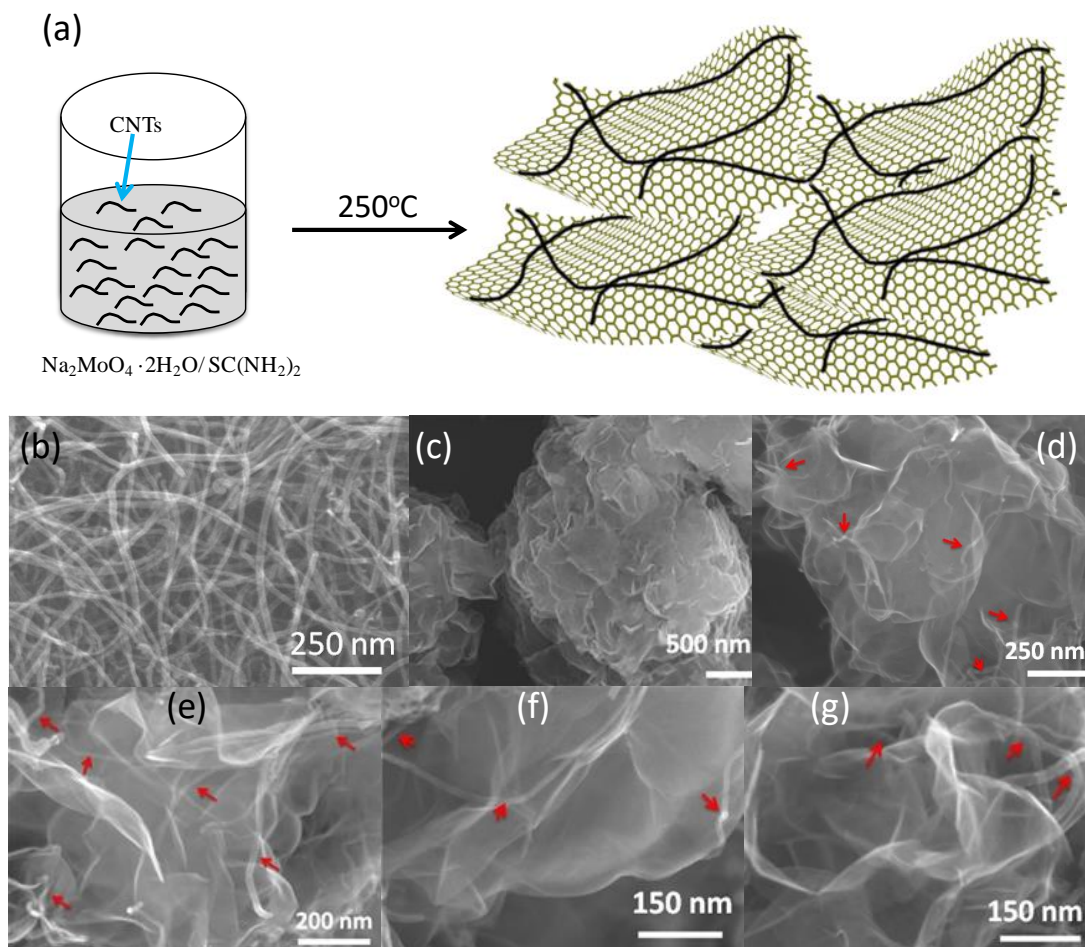 (a)
CNTs
250°C
Na₂MoO₄ ·2H₂O/ SC(NH₂)₂
(b)
250 nm
(c)
500 nm
(d)
250 nm
(e)
200 nm
(f)
150 nm
(g)
150 nm